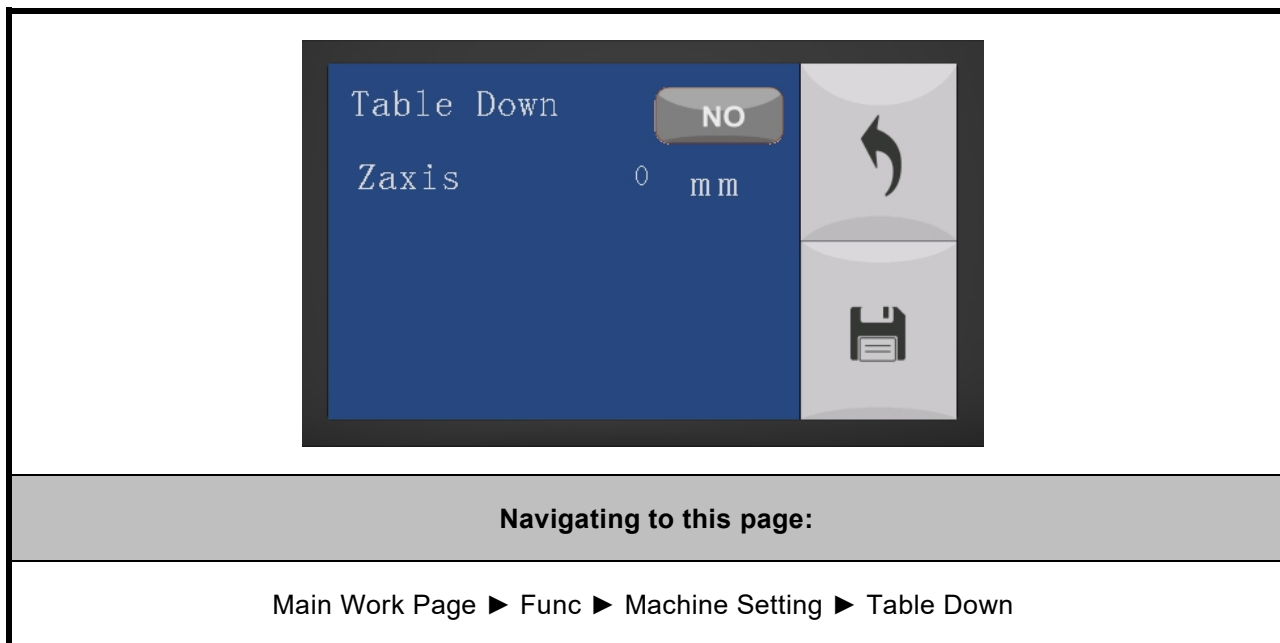 Table Down NO
Zaxis 0 mm
Navigating to this page:
Main Work Page ► Func ► Machine Setting ► Table Down